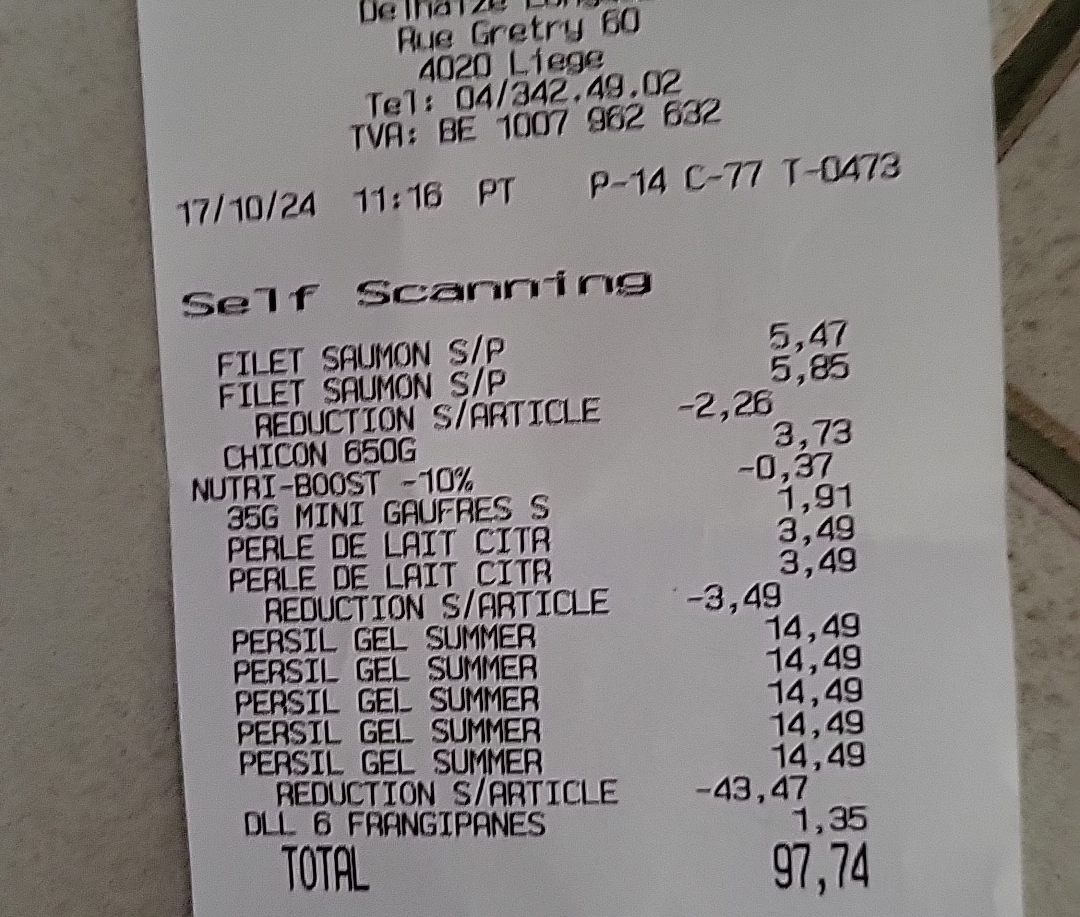 Delhaize
Rue Gretry 60
4020 Liege
Tel: 04/342.49.02
TVA: BE 1007 962 632
17/10/24 11:16 PT P-14 C-77 T-0473
Self Scanning
FILET SAUMON S/P 5,47
FILET SAUMON S/P 5,85
REDUCTION S/ARTICLE -2,26
CHICON 650G 3,73
NUTRI-BOOST -10% -0,37
35G MINI GAUFRES S 1,91
PERLE DE LAIT CITR 3,49
PERLE DE LAIT CITR 3,49
REDUCTION S/ARTICLE -3,49
PERSIL GEL SUMMER 14,49
PERSIL GEL SUMMER 14,49
PERSIL GEL SUMMER 14,49
PERSIL GEL SUMMER 14,49
PERSIL GEL SUMMER 14,49
REDUCTION S/ARTICLE -43,47
DLL 6 FRANGIPANES 1,35
TOTAL 97,74